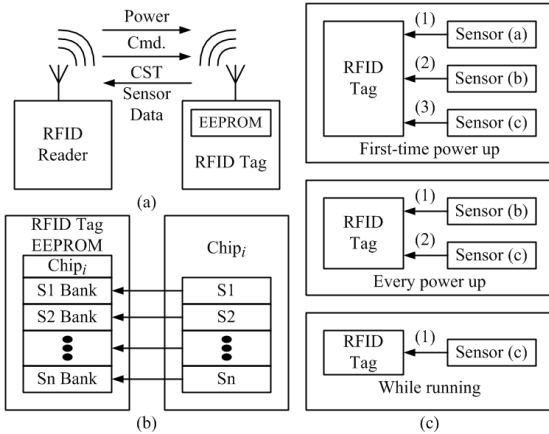 Power
Cmd.
CST
Sensor
Data
RFID
Reader
EEPROM
RFID Tag
(a)
RFID Tag
EEPROM
Chipi
S1 Bank
S2 Bank
Sn Bank
Chipi
S1
S2
Sn
(b)
RFID
Tag
(1)
Sensor (a)
(2)
Sensor (b)
(3)
Sensor (c)
First-time power up
RFID
Tag
(1)
Sensor (b)
(2)
Sensor (c)
Every power up
RFID
Tag
(1)
Sensor (c)
While running
(c)